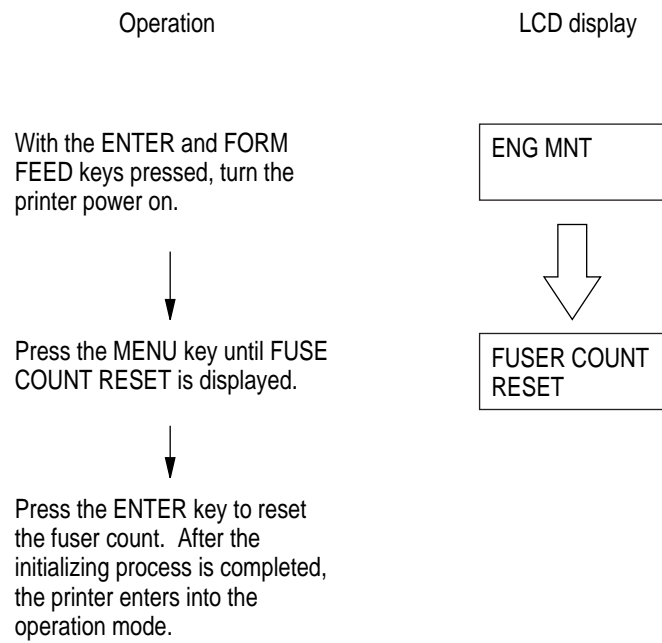 Operation
LCD display
With the ENTER and FORM
FEED keys pressed, turn the
printer power on.
ENG MNT
Press the MENU key until FUSE
COUNT RESET is displayed.
FUSER COUNT
RESET
Press the ENTER key to reset
the fuser count.  After the
initializing process is completed,
the printer enters into the
operation mode.